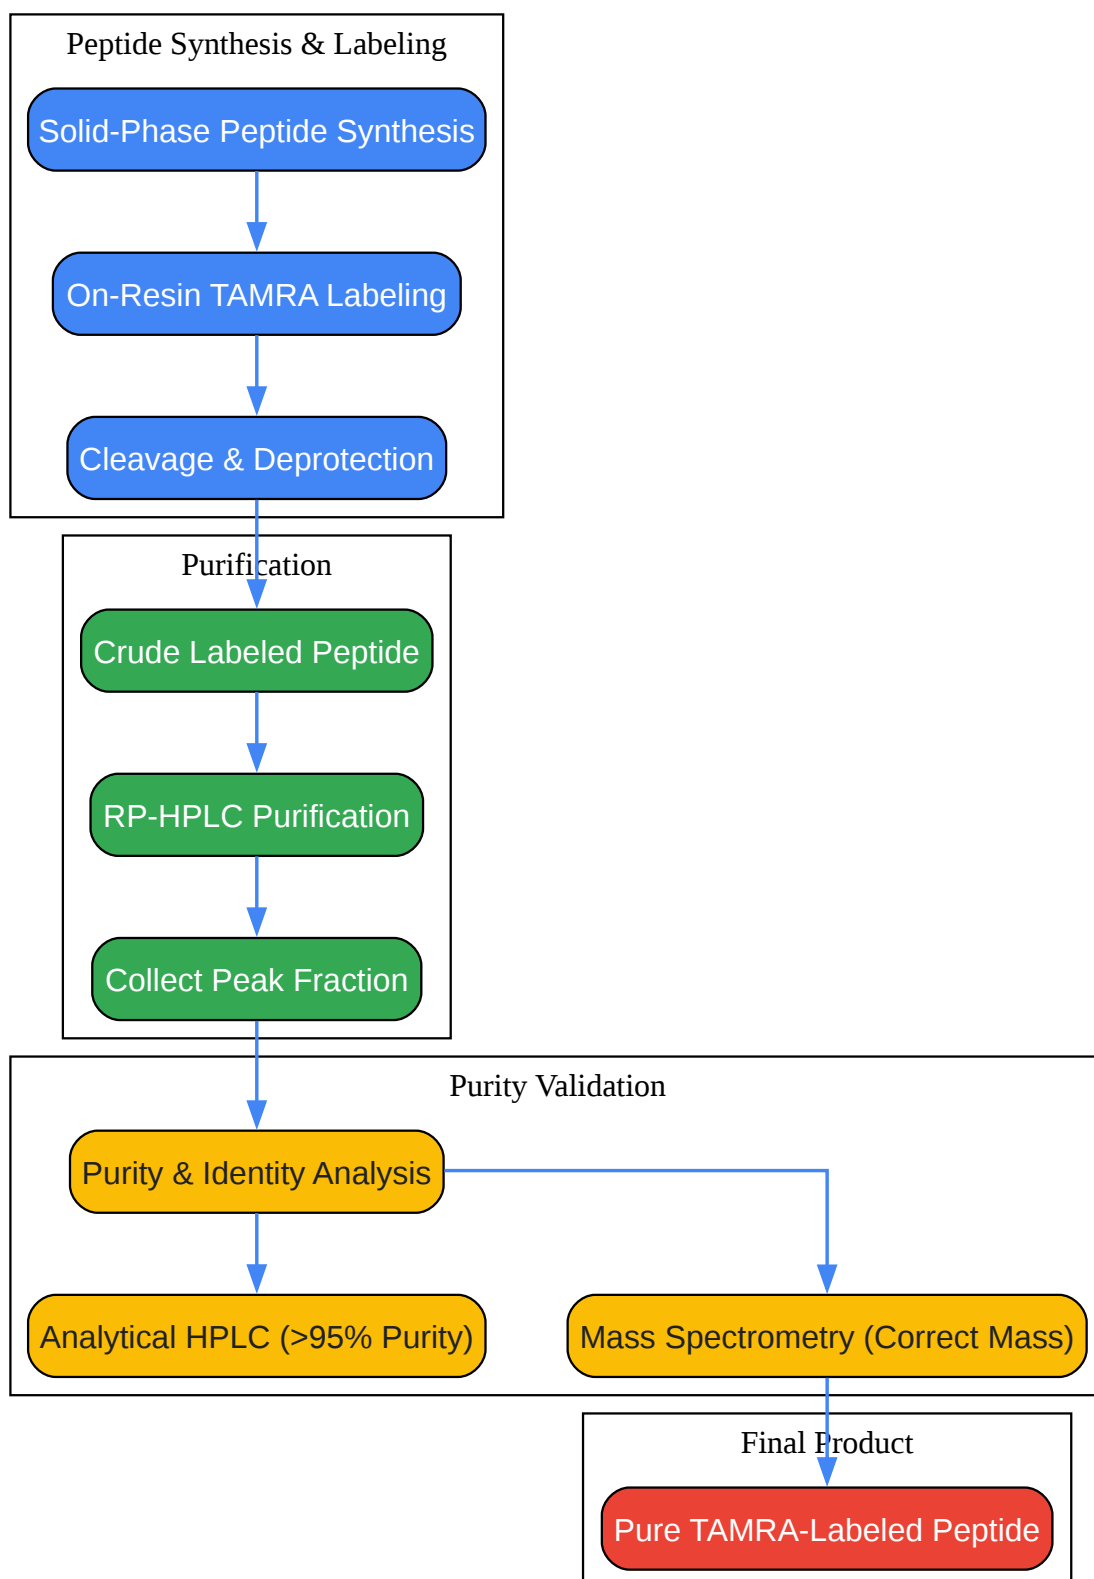 Peptide Synthesis & Labeling
Solid-Phase Peptide Synthesis
On-Resin TAMRA Labeling
Cleavage & Deprotection
Purification
Crude Labeled Peptide
RP-HPLC Purification
Collect Peak Fraction
Purity Validation
Purity & Identity Analysis
Analytical HPLC (>95% Purity)
Mass Spectrometry (Correct Mass)
Final Product
Pure TAMRA-Labeled Peptide